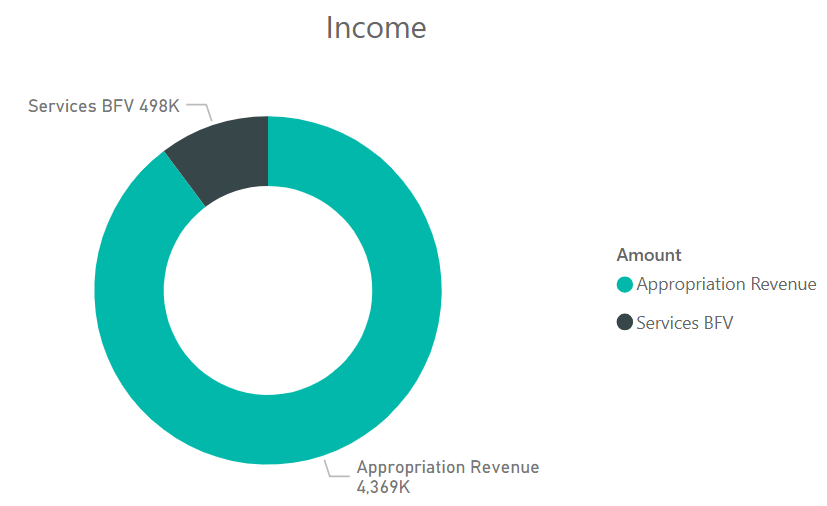 Income
Services BFV 498K
Amount
Appropriation Revenue
Services BFV
Appropriation Revenue
4,369K